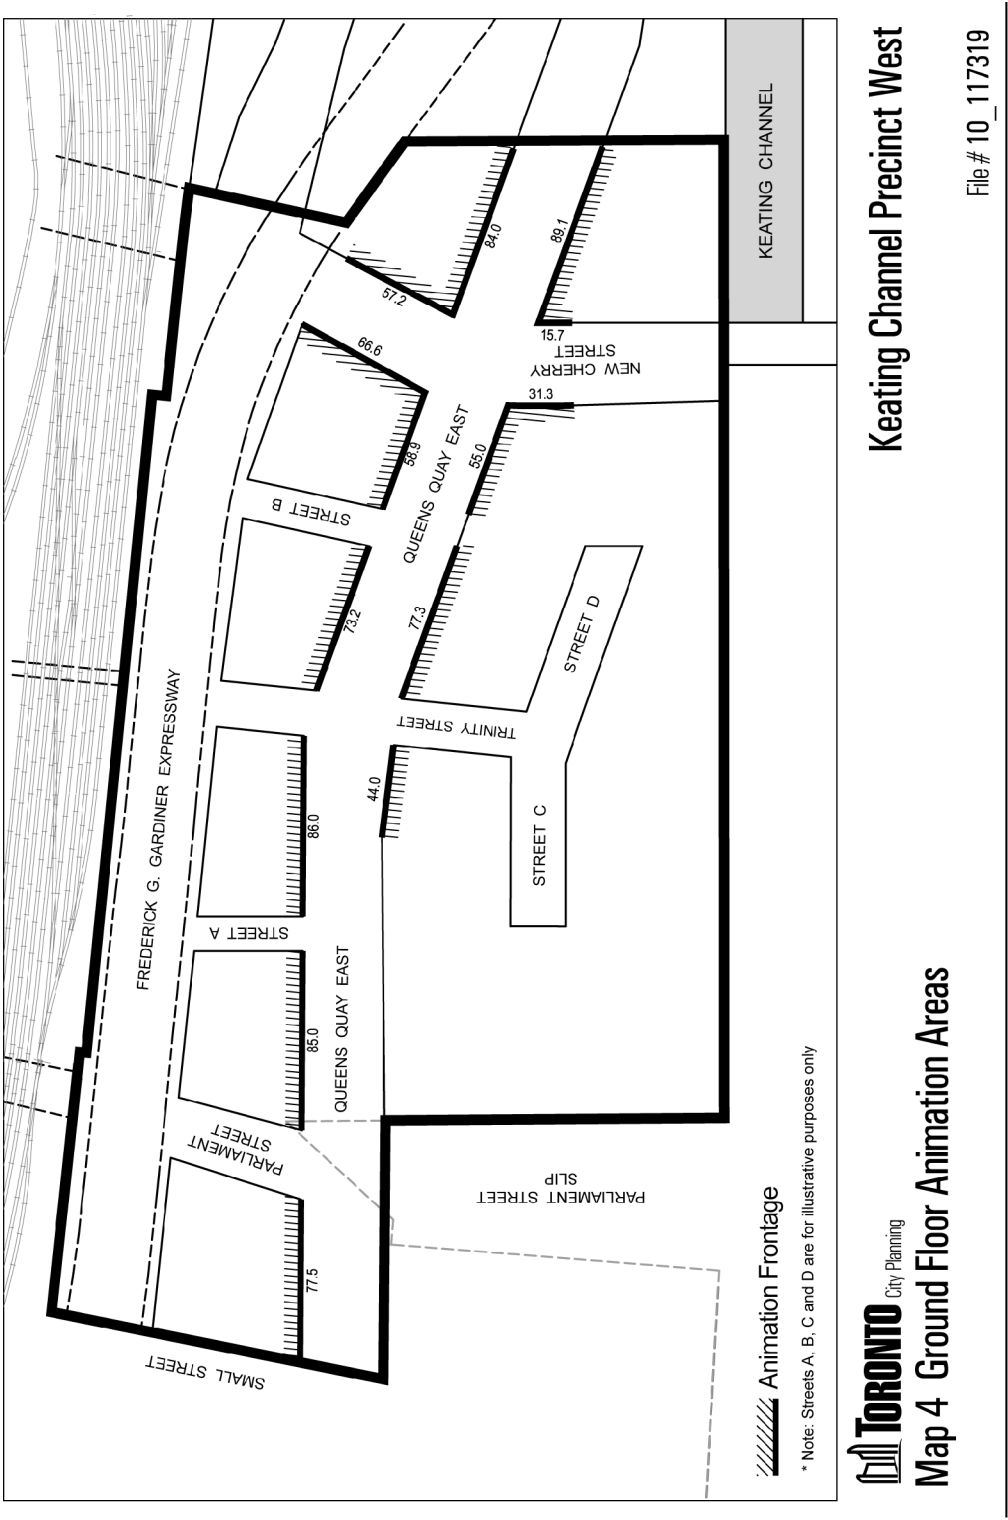 FREDERICK G. GARDINER EXPRESSWAY
SMALL STREET
PARLIAMENT
STREET
STREET A
STREET B
77.5
85.0
86.0
73.2
58.9
66.6
57.2
84.0
89.1
15.7
31.3
55.0
77.3
44.0
QUEENS QUAY EAST
QUEENS QUAY EAST
NEW CHERRY
STREET
TRINITY STREET
STREET C
STREET D
PARLIAMENT STREET
SLIP
KEATING CHANNEL
Animation Frontage
* Note: Streets A, B, C and D are for illustrative purposes only
TORONTO City Planning
Map 4 Ground Floor Animation Areas
Keating Channel Precinct West
File # 10_117319